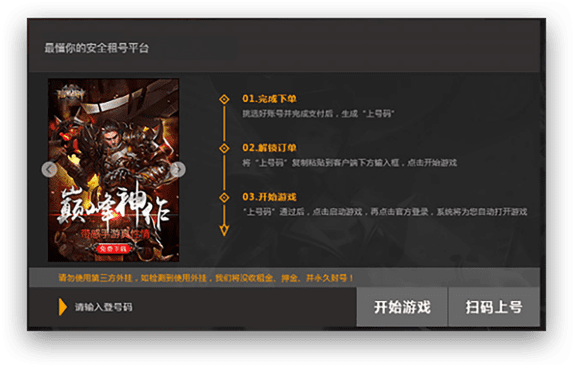 最懂你的安全租号平台
01.完成下单
挑选好账号并完成支付后，生成“上号码”
02.解锁订单
将“上号码”复制粘贴到客户端下方输入框，点击开始游戏
03.开始游戏
“上号码”通过后，点击启动游戏，再点击官方登录，系统将为您自动打开游戏
巅峰神作
带感手游真性情
免费下载
请勿使用第三方外挂，如检测到使用外挂，我们将没收租金、押金、并永久封号！
请输入登号码
开始游戏
扫码上号